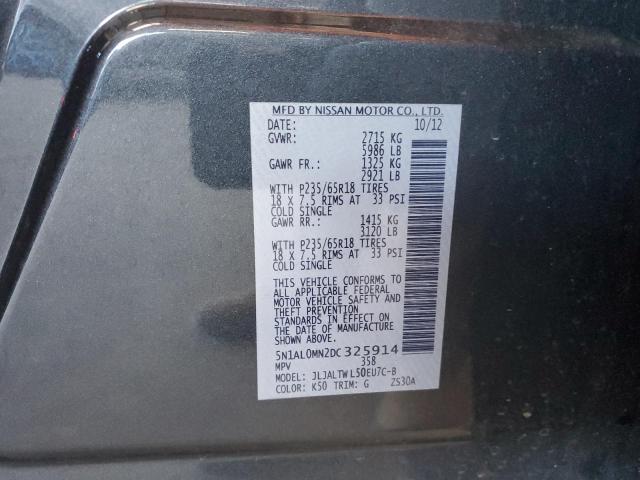 MFD BY NISSAN MOTOR CO., LTD.
DATE: 10/12
GVWR: 2715 KG
5986 LB
GAWR FR.: 1325 KG
2921 LB
WITH P235/65R18 TIRES
18 X 7.5 RIMS AT 33 PSI
COLD SINGLE
GAWR RR.: 1415 KG
3120 LB
WITH P235/65R18 TIRES
18 X 7.5 RIMS AT 33 PSI
COLD SINGLE
THIS VEHICLE CONFORMS TO
ALL APPLICABLE FEDERAL
MOTOR VEHICLE SAFETY AND
THEFT PREVENTION
STANDARDS IN EFFECT ON
THE DATE OF MANUFACTURE
SHOWN ABOVE.
5N1AL0MN2DC325914
MPV 358
MODEL: JLJALTWL50EU7C-B
COLOR: K50 TRIM: G ZS30A